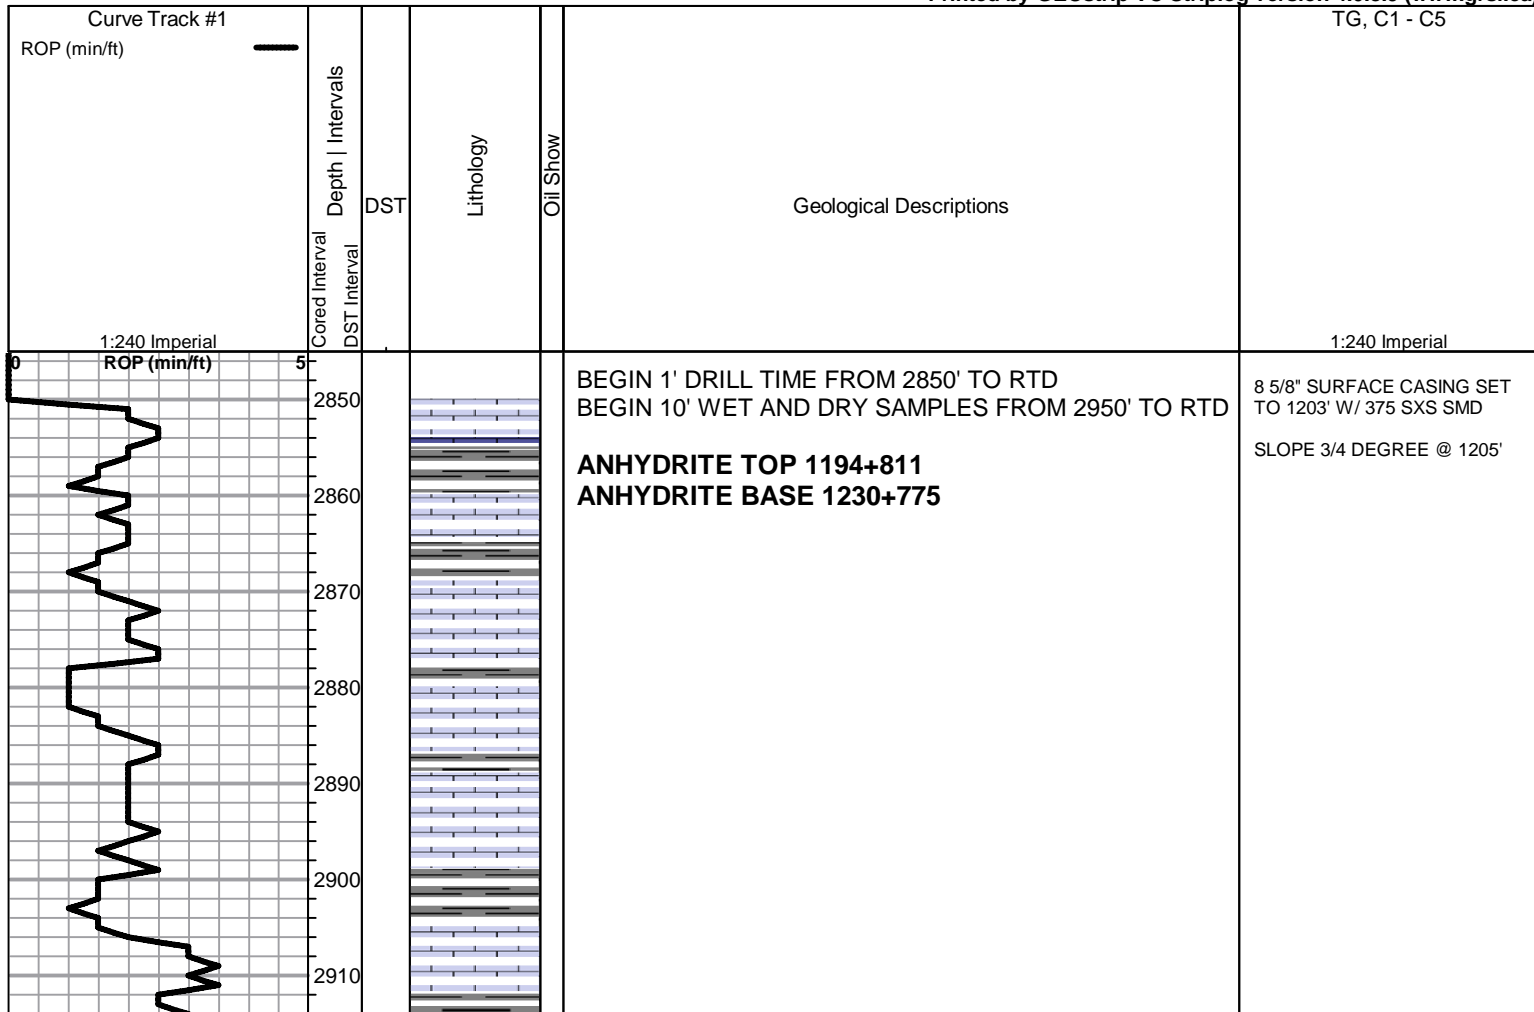 Curve Track #1
ROP (min/ft)
1:240 Imperial
Depth | Intervals
Cored Interval
DST Interval
DST
Lithology
Oil Show
Geological Descriptions
TG, C1 - C5
1:240 Imperial
0 ROP (min/ft) 5
2850
2860
2870
2880
2890
2900
2910
BEGIN 1' DRILL TIME FROM 2850' TO RTD
BEGIN 10' WET AND DRY SAMPLES FROM 2950' TO RTD
ANHYDRITE TOP 1194+811
ANHYDRITE BASE 1230+775
8 5/8" SURFACE CASING SET
TO 1203' W/ 375 SXS SMD
SLOPE 3/4 DEGREE @ 1205'